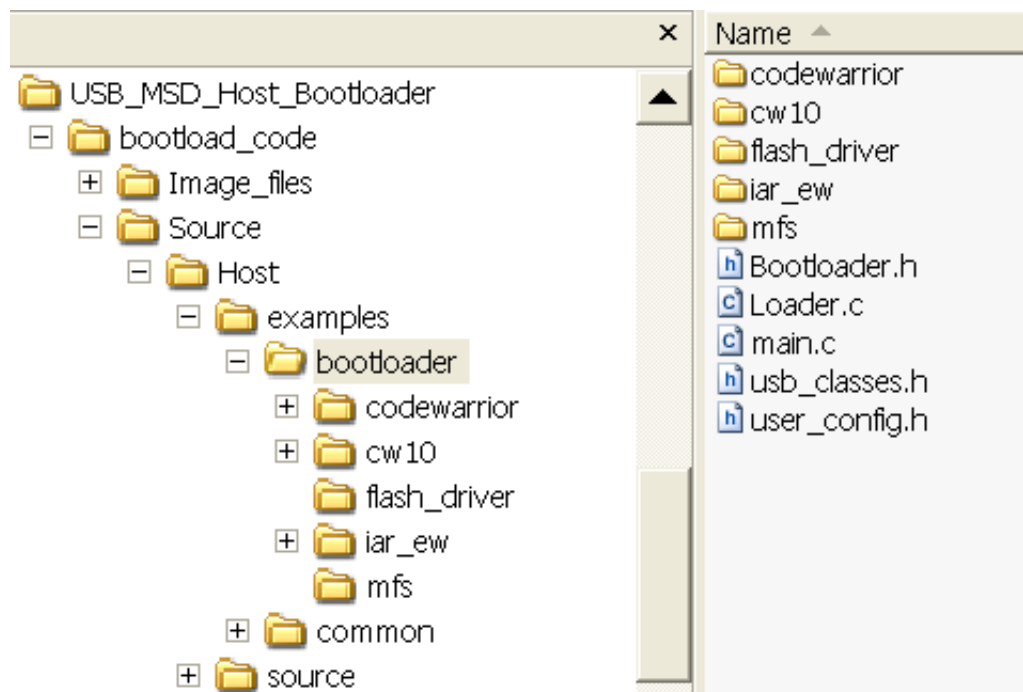 USB_MSD_Host_Bootloader
bootload_code
Image_files
Source
Host
examples
bootloader
codewarrior
cw10
flash_driver
iar_ew
mfs
common
source
Name
codewarrior
cw10
flash_driver
iar_ew
mfs
Bootloader.h
Loader.c
main.c
usb_classes.h
user_config.h